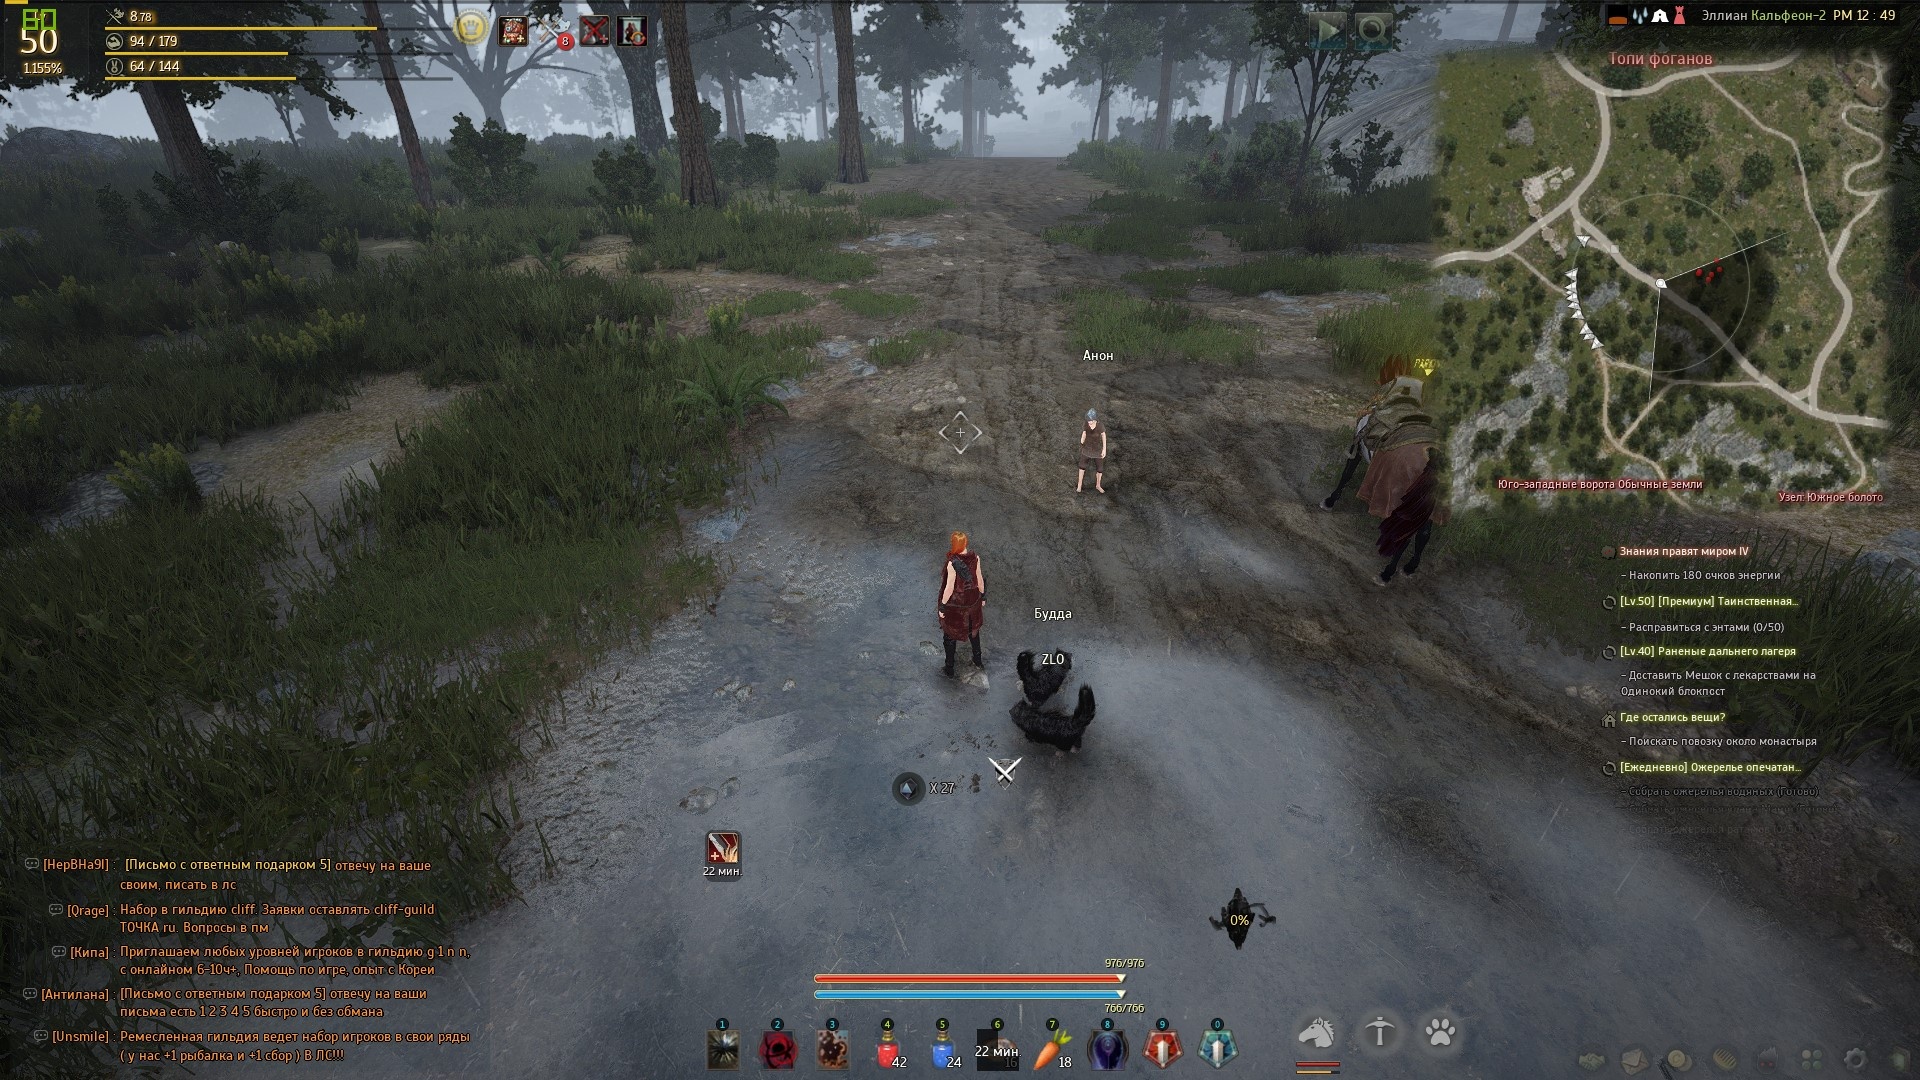 60
50
1.155%
8.78
94 / 179
64 / 144
8
Эллиан Кальфеон-2 PM 12 : 49
Топи фоганов
Юго-западные ворота Обычные земли
Узел: Южное болото
Анон
Будда
ZLO
X 27
22 мин.
0%
Знания правят миром IV
- Накопить 180 очков энергии
[Lv.50] [Премиум] Таинственная...
- Расправиться с энтами (0/50)
[Lv.40] Раненые дальнего лагеря
- Доставить Мешок с лекарствами на
Одинокий блокпост
Где остались вещи?
- Поискать повозку около монастыря
[Ежедневно] Ожерелье опечатан...
- Собрать ожерелья водяных (Готово)
[НерВНа9I] : [Письмо с ответным подарком 5] отвечу на ваше
своим, писать в лс
[Qrage] : Набор в гильдию cliff. Заявки оставлять cliff-guild
ТОЧКА ru. Вопросы в пм
[Кипа] : Приглашаем любых уровней игроков в гильдию g 1 n n,
с онлайном 6-10ч+, Помощь по игре, опыт с Кореи
[Антилана] : [Письмо с ответным подарком 5] отвечу на ваши
письма есть 1 2 3 4 5 быстро и без обмана
[Unsmile] : Ремесленная гильдия ведет набор игроков в свои ряды
( у нас +1 рыбалка и +1 сбор ) В ЛС!!!
976/976
766/766
1 2 3 4 5 6 7 8 9 0
42 24 22 мин. 16 18